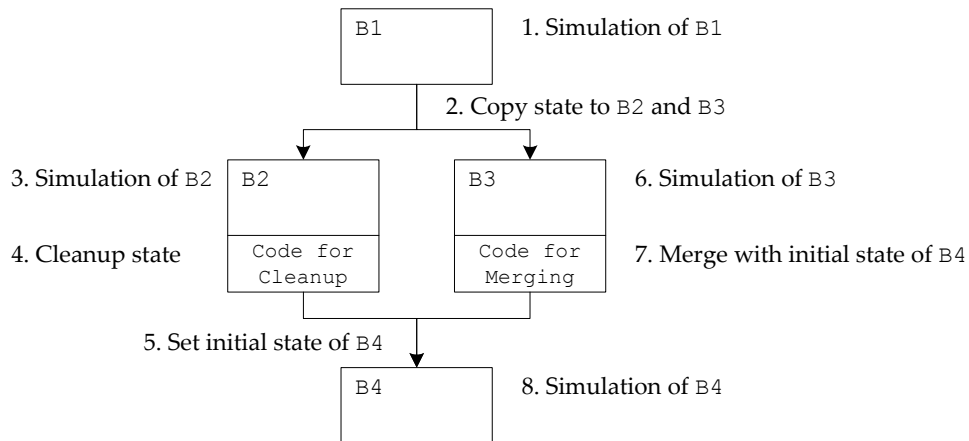 B1
1. Simulation of B1
2. Copy state to B2 and B3
3. Simulation of B2
B2
B3
6. Simulation of B3
4. Cleanup state
Code for
Cleanup
Code for
Merging
7. Merge with initial state of B4
5. Set initial state of B4
B4
8. Simulation of B4